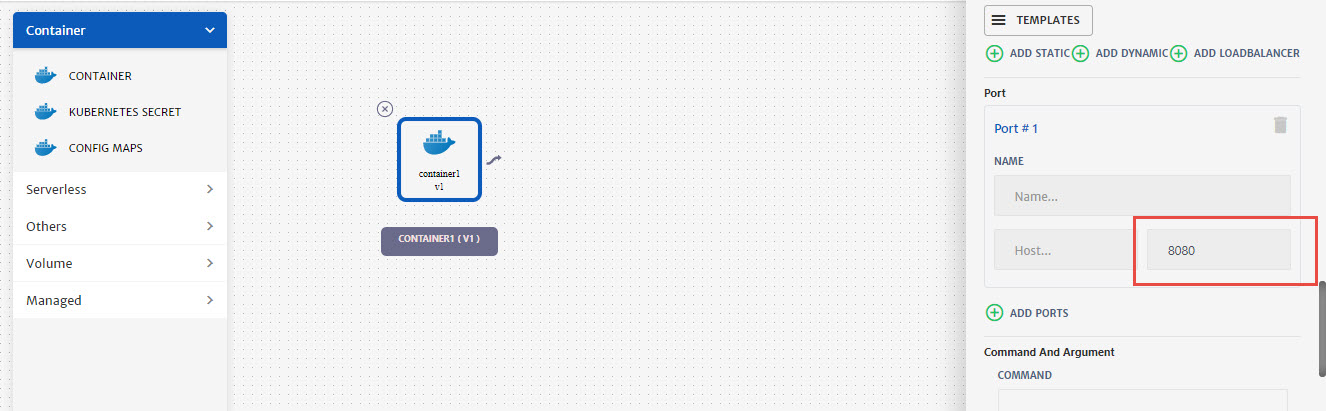 Container
CONTAINER
KUBERNETES SECRET
CONFIG MAPS
Serverless
Others
Volume
Managed
container1
v1
CONTAINER1 ( V1 )
TEMPLATES
ADD STATIC ADD DYNAMIC ADD LOADBALANCER
Port
Port # 1
NAME
Name...
Host... 8080
ADD PORTS
Command And Argument
COMMAND